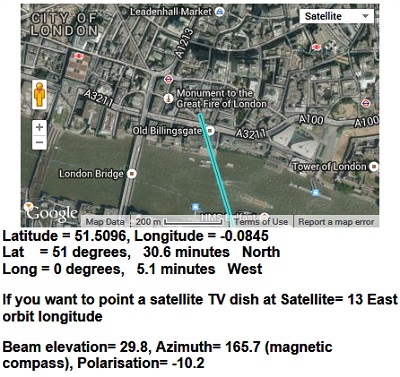 CITY OF
LONDON
Leadenhall Market
Satellite
A1213
A3211
Monument to the
Great Fire of London
A3211
Old Billingsgate
A100
A100
London Bridge
Tower of London
+
−
Google
Map Data
200 m
Terms of Use
Report a map error
Latitude = 51.5096, Longitude = -0.0845
Lat = 51 degrees, 30.6 minutes North
Long = 0 degrees, 5.1 minutes West
If you want to point a satellite TV dish at Satellite= 13 East
orbit longitude
Beam elevation= 29.8, Azimuth= 165.7 (magnetic
compass), Polarisation= -10.2